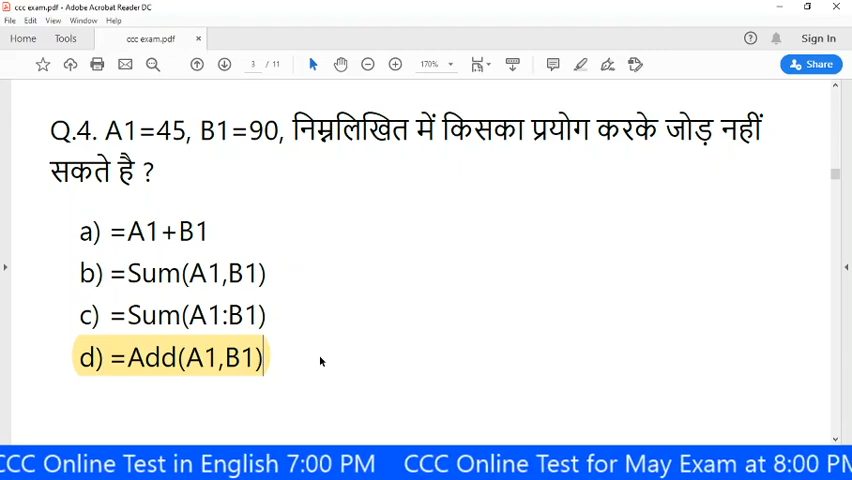 ccc exam.pdf - Adobe Acrobat Reader DC
File Edit View Window Help
Home Tools ccc exam.pdf × Sign In
3 / 11 170% Share
Q.4. A1=45, B1=90, निम्नलिखित में किसका प्रयोग करके जोड़ नहीं
सकते है ?
a) =A1+B1
b) =Sum(A1,B1)
c) =Sum(A1:B1)
d) =Add(A1,B1)
CCC Online Test in English 7:00 PM CCC Online Test for May Exam at 8:00 PM